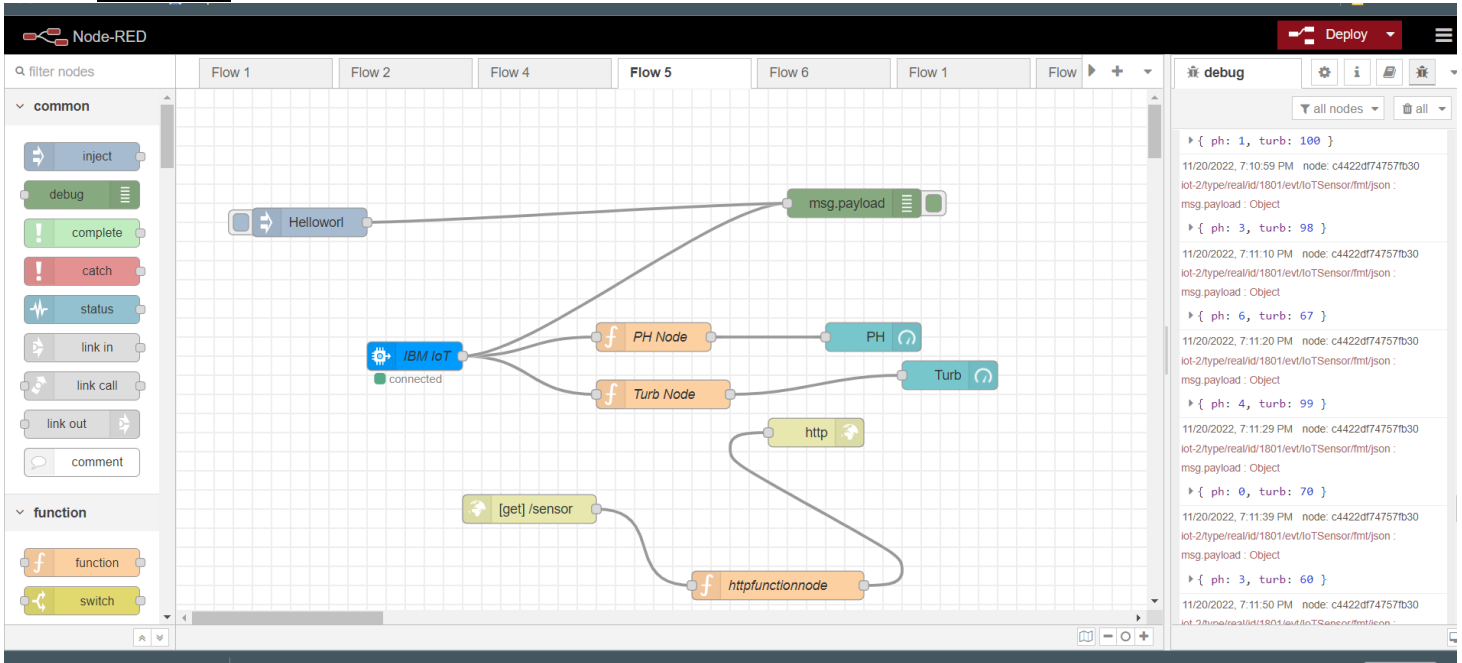 Node-RED
Deploy
filter nodes
Flow 1
Flow 2
Flow 4
Flow 5
Flow 6
Flow 1
Flow
debug
i
all nodes
all
common
inject
debug
complete
catch
status
link in
link call
link out
comment
function
function
switch
Helloworl
msg.payload
IBM IoT
connected
PH Node
PH
Turb Node
Turb
http
[get] /sensor
httpfunctionnode
{ ph: 1, turb: 100 }
11/20/2022, 7:10:59 PM node: c4422df74757fb30
iot-2/type/real/id/1801/evt/IoTSensor/fmt/json :
msg.payload : Object
{ ph: 3, turb: 98 }
11/20/2022, 7:11:10 PM node: c4422df74757fb30
iot-2/type/real/id/1801/evt/IoTSensor/fmt/json :
msg.payload : Object
{ ph: 6, turb: 67 }
11/20/2022, 7:11:20 PM node: c4422df74757fb30
iot-2/type/real/id/1801/evt/IoTSensor/fmt/json :
msg.payload : Object
{ ph: 4, turb: 99 }
11/20/2022, 7:11:29 PM node: c4422df74757fb30
iot-2/type/real/id/1801/evt/IoTSensor/fmt/json :
msg.payload : Object
{ ph: 0, turb: 70 }
11/20/2022, 7:11:39 PM node: c4422df74757fb30
iot-2/type/real/id/1801/evt/IoTSensor/fmt/json :
msg.payload : Object
{ ph: 3, turb: 60 }
11/20/2022, 7:11:50 PM node: c4422df74757fb30
iot-2/type/real/id/1801/evt/IoTSensor/fmt/json :